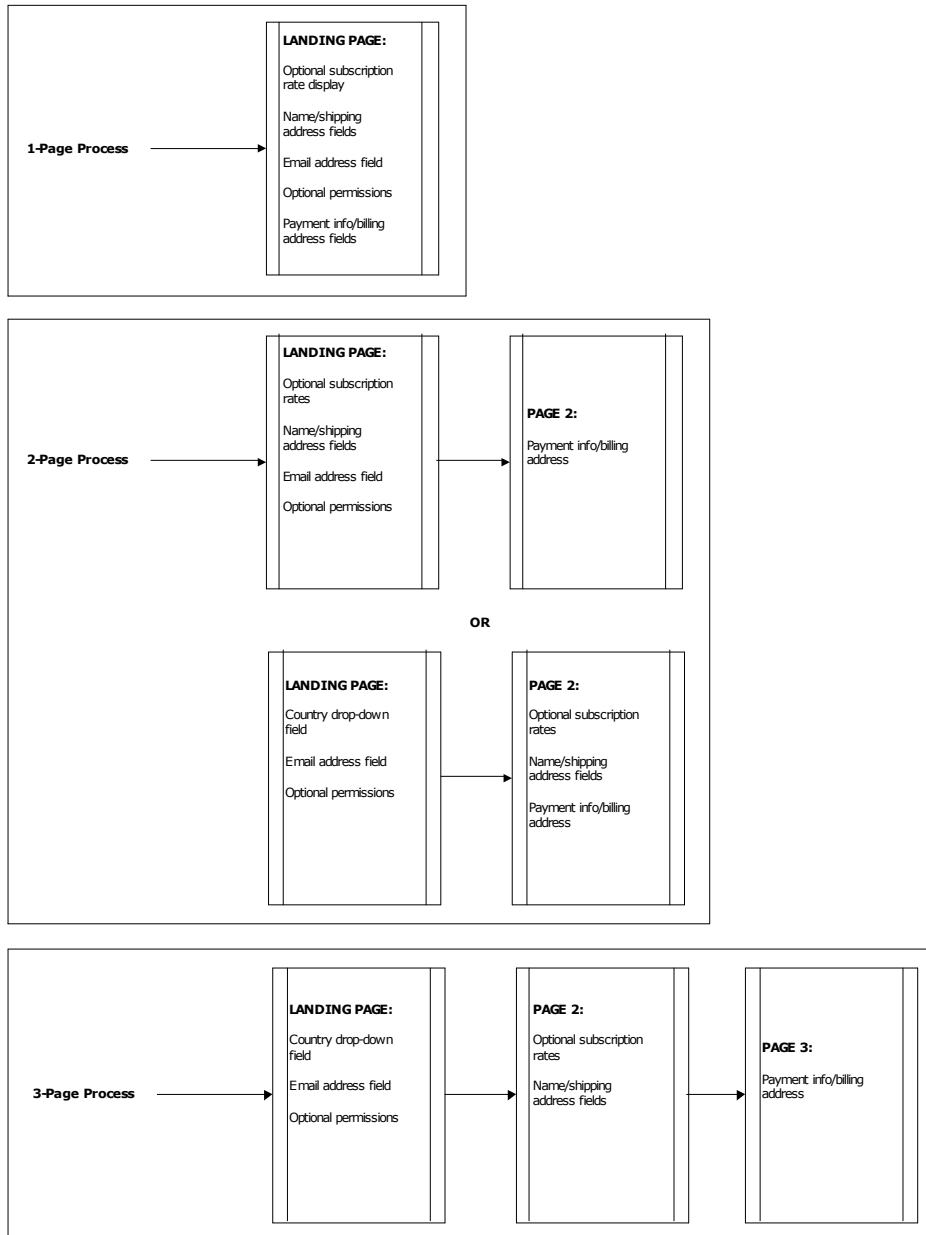 LANDING PAGE:
Optional subscription
rate display
Name/shipping
address fields
1-Page Process
Email address field
Optional permissions
Payment info/billing
address fields
LANDING PAGE:
Optional subscription
rates
Name/shipping
address fields
2-Page Process
Email address field
Optional permissions
PAGE 2:
Payment info/billing
address
OR
LANDING PAGE:
Country drop-down
field
Email address field
Optional permissions
PAGE 2:
Optional subscription
rates
Name/shipping
address fields
Payment info/billing
address
3-Page Process
LANDING PAGE:
Country drop-down
field
Email address field
Optional permissions
PAGE 2:
Optional subscription
rates
Name/shipping
address fields
PAGE 3:
Payment info/billing
address